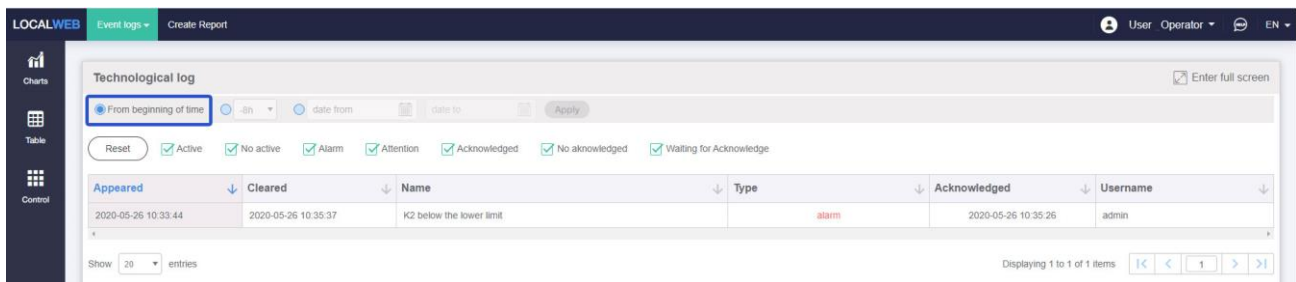 LOCALWEB Event logs Create Report User Operator EN
Charts
Table
Control
Technological log Enter full screen
From beginning of time -8h date from date to Apply
Reset Active No active Alarm Attention Acknowledged No aknowledged Waiting for Acknowledge
Appeared Cleared Name Type Acknowledged Username
2020-05-26 10:33:44 2020-05-26 10:35:37 K2 below the lower limit alarm 2020-05-26 10:35:26 admin
Show 20 entries Displaying 1 to 1 of 1 items 1